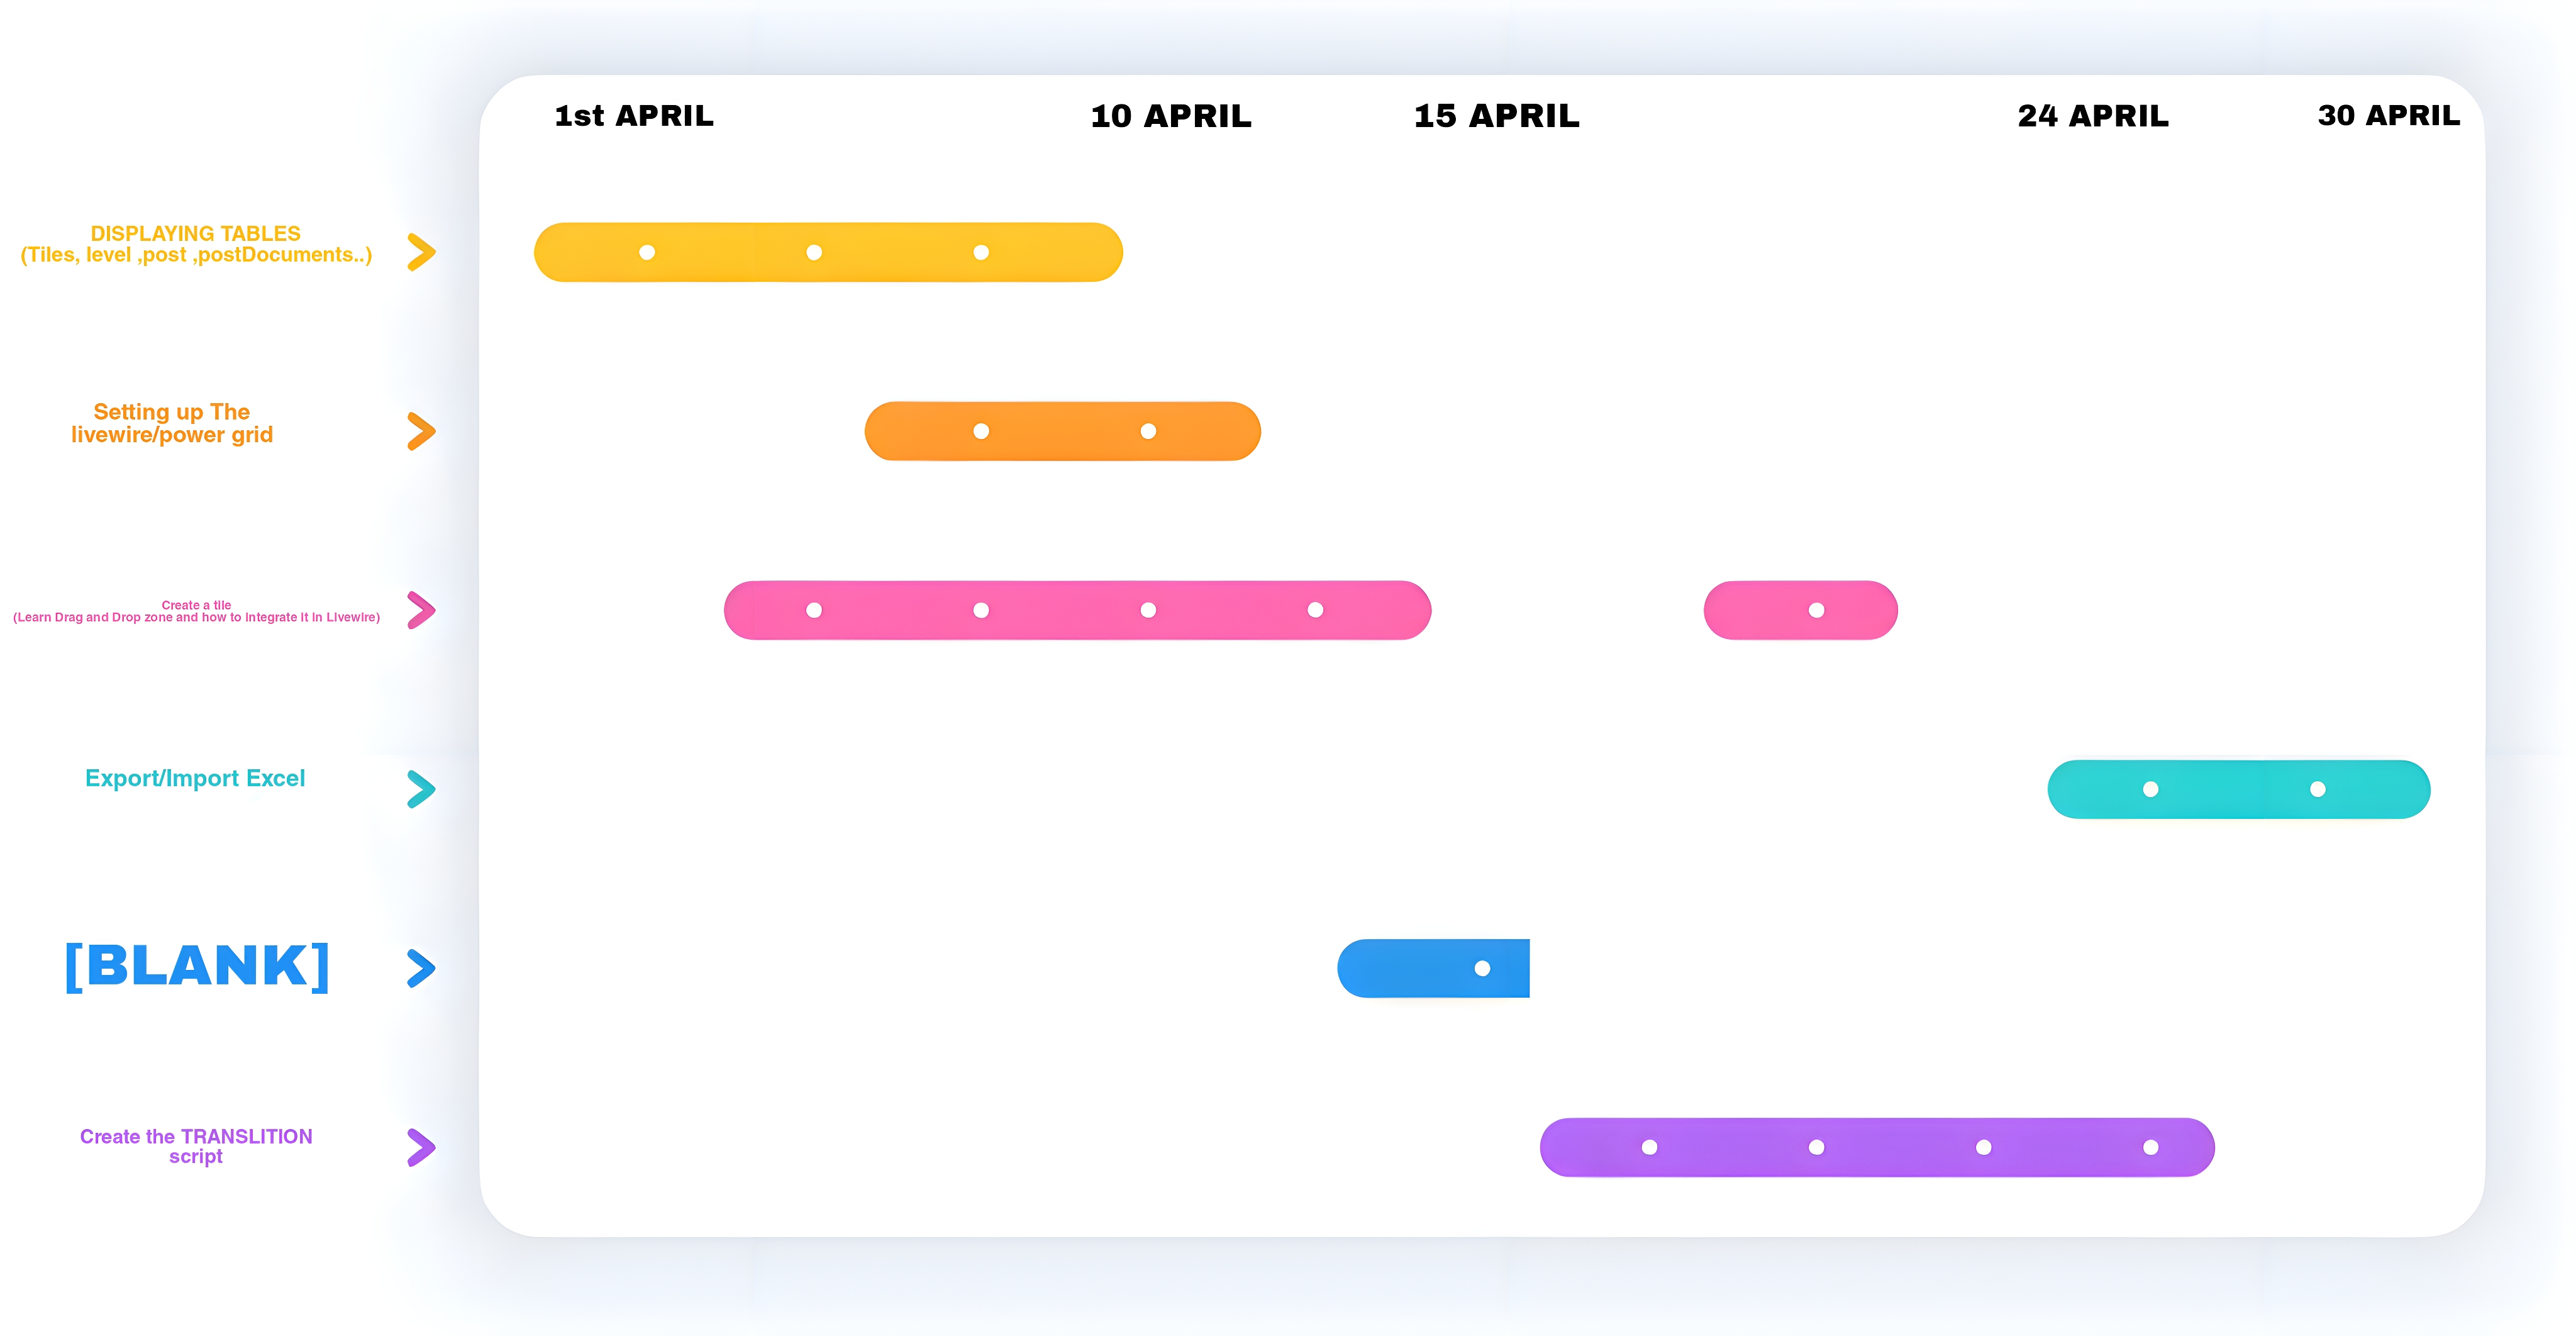 1st APRIL 10 APRIL 15 APRIL 24 APRIL 30 APRIL
DISPLAYING TABLES
(Tiles, level ,post ,postDocuments..)
Setting up The
livewire/power grid
Create a tile
(Learn Drag and Drop zone and how to integrate it in Livewire)
Export/Import Excel
[BLANK]
Create the TRANSLITION
script